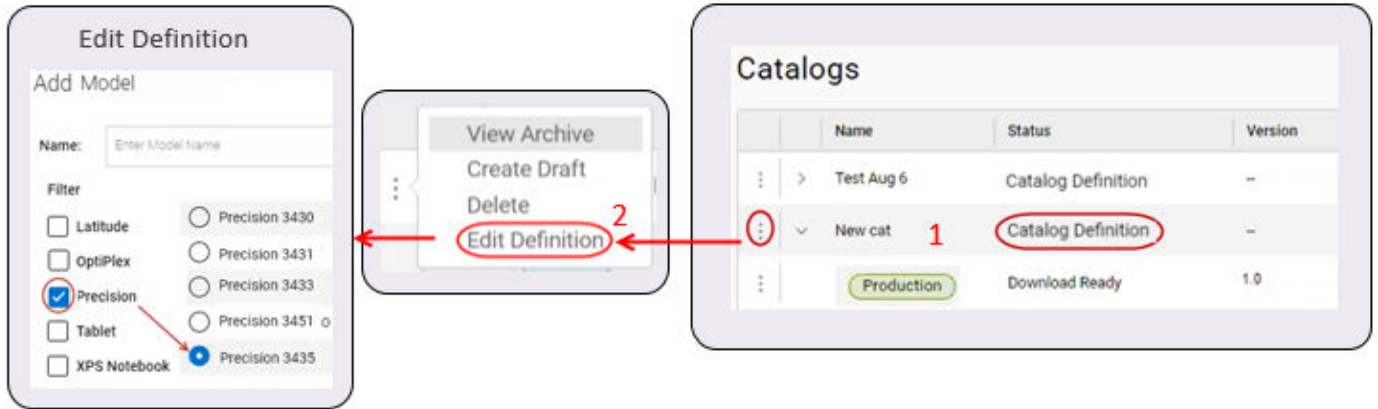 Edit Definition
Add Model
Name: Enter Model Name
Filter
Latitude
OptiPlex
Precision
Tablet
XPS Notebook
Precision 3430
Precision 3431
Precision 3433
Precision 3451
Precision 3435
View Archive
Create Draft
Delete
Edit Definition
2
Catalogs
Name Status Version
Test Aug 6 Catalog Definition --
New cat 1 Catalog Definition --
Production Download Ready 1.0